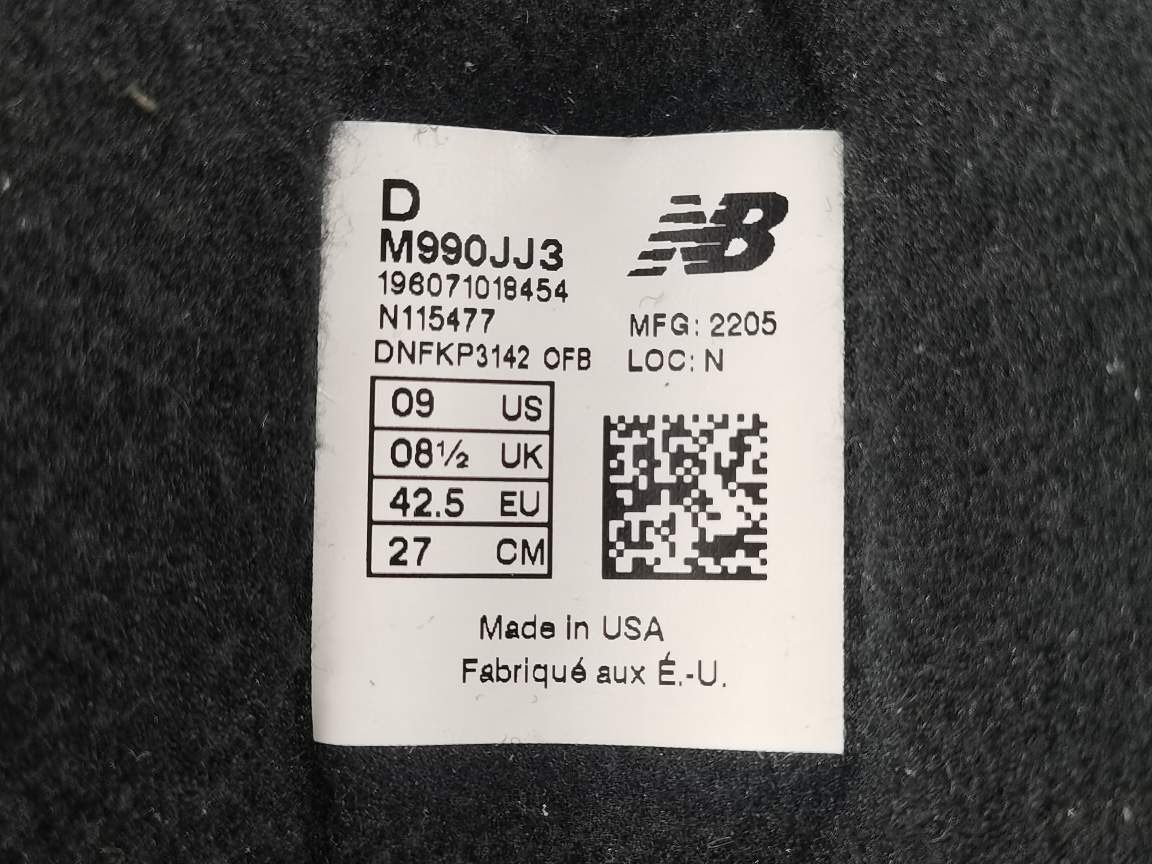 D
M990JJ3
196071018454
N115477
DNFKP3142 OFB
NB
MFG: 2205
LOC: N
09 US
08½ UK
42.5 EU
27 CM
Made in USA
Fabriqué aux É.-U.